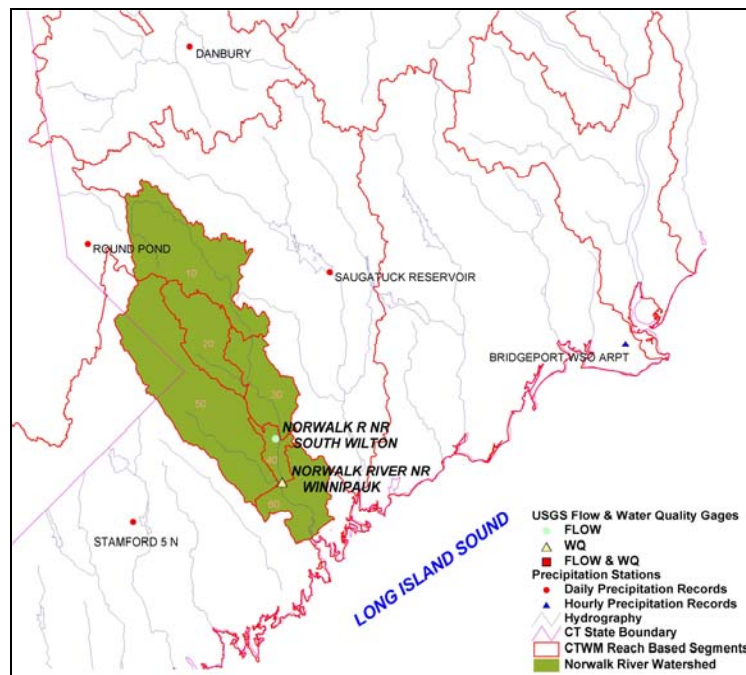 DANBURY
ROUND POND
10
SAUGATUCK RESERVOIR
20
BRIDGEPORT WSO ARPT
30
50
NORWALK R NR
SOUTH WILTON
40
NORWALK RIVER NR
WINNIPAUK
60
STAMFORD 5 N
LONG ISLAND SOUND
USGS Flow & Water Quality Gages
FLOW
WQ
FLOW & WQ
Precipitation Stations
Daily Precipitation Records
Hourly Precipitation Records
Hydrography
CT State Boundary
CTWM Reach Based Segments
Norwalk River Watershed